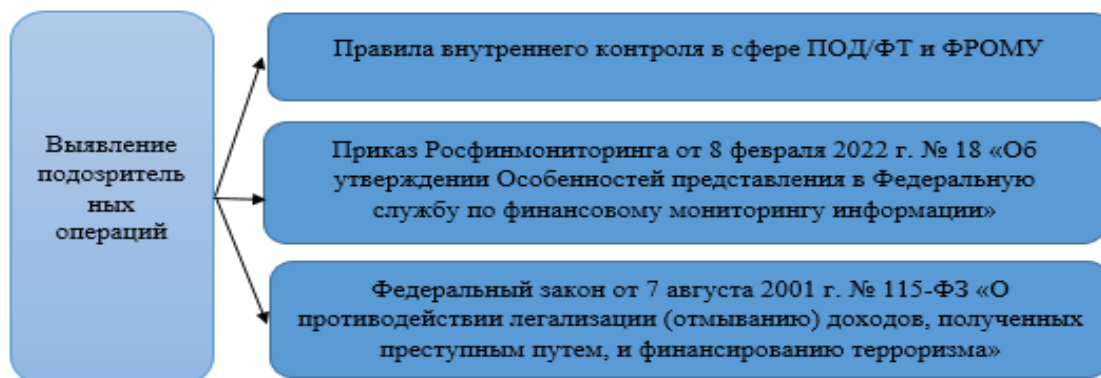 Выявление
подозритель
ных
операций
Правила внутреннего контроля в сфере ПОД/ФТ и ФРОМУ
Приказ Росфинмониторинга от 8 февраля 2022 г. № 18 «Об
утверждении Особенностей представления в Федеральную
службу по финансовому мониторингу информации»
Федеральный закон от 7 августа 2001 г. № 115-ФЗ «О
противодействии легализации (отмыванию) доходов, полученных
преступным путем, и финансированию терроризма»